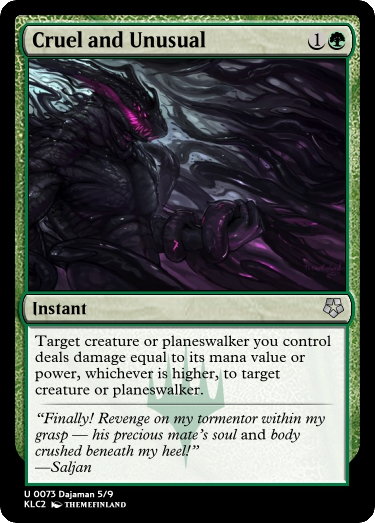 Cruel and Unusual 1
Instant
Target creature or planeswalker you control
deals damage equal to its mana value or
power, whichever is higher, to target
creature or planeswalker.
“Finally! Revenge on my tormentor within my
grasp — his precious mate's soul and body
crushed beneath my heel!”
—Saljan
U 0073 Dajaman 5/9
KLC2 THEMEFINLAND